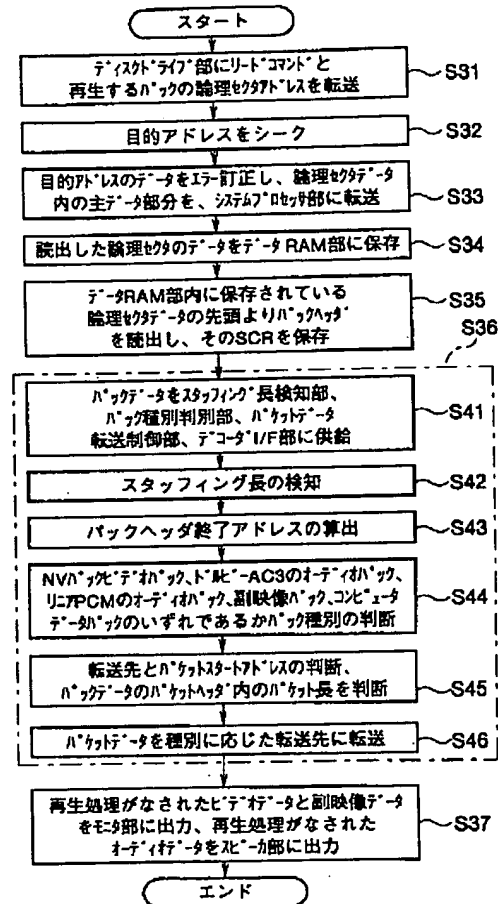 スタート
ディスクドライブ部にリードコマンドと
再生するパックの論理セクタアドレスを転送
S31
目的アドレスをシーク
S32
目的アドレスのデータをエラー訂正し、論理セクタデータ
内の主データ部分を、システムプロセッサ部に転送
S33
読出した論理セクタのデータをデータRAM部に保存
S34
データRAM部内に保存されている
論理セクタデータの先頭よりパックヘッダ
を読出し、そのSCRを保存
S35
S36
パックデータをスタッフィング長検知部、
パック種別判別部、パケットデータ
転送制御部、デコーダI/F部に供給
S41
スタッフィング長の検知
S42
パックヘッダ終了アドレスの算出
S43
NVパックビデオパック、ドルビーAC3のオーディオパック、
リニアPCMのオーディオパック、副映像パック、コンピュータ
データパックのいずれであるかパック種別の判断
S44
転送先とパケットスタートアドレスの判断、
パックデータのパケットヘッダ内のパケット長を判断
S45
パケットデータを種別に応じた転送先に転送
S46
再生処理がなされたビデオデータと副映像データ
をモニタ部に出力、再生処理がなされた
オーディオデータをスピーカ部に出力
S37
エンド